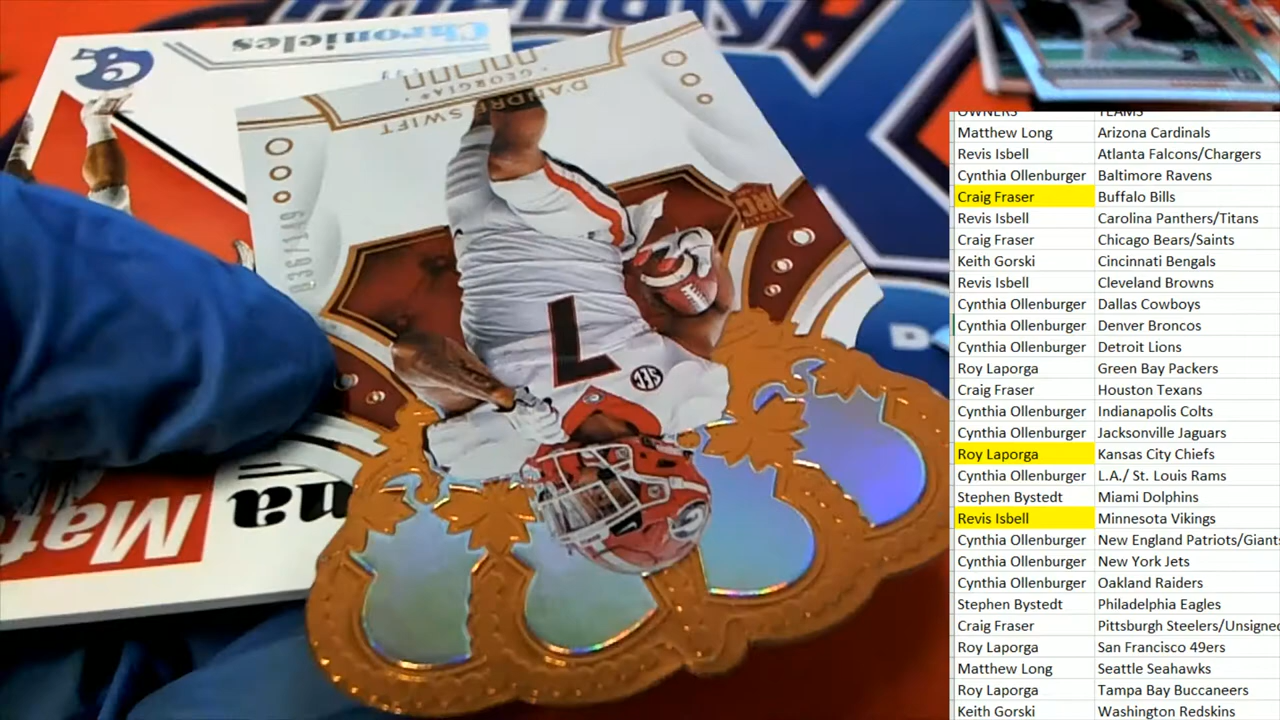 Chronicles
GEORGIA
D'ANDRE SWIFT
036/149
RC
7
SEC
G
na
Mat
D
OWNERS TEAMS
Matthew Long Arizona Cardinals
Revis Isbell Atlanta Falcons/Chargers
Cynthia Ollenburger Baltimore Ravens
Craig Fraser Buffalo Bills
Revis Isbell Carolina Panthers/Titans
Craig Fraser Chicago Bears/Saints
Keith Gorski Cincinnati Bengals
Revis Isbell Cleveland Browns
Cynthia Ollenburger Dallas Cowboys
Cynthia Ollenburger Denver Broncos
Cynthia Ollenburger Detroit Lions
Roy Laporga Green Bay Packers
Craig Fraser Houston Texans
Cynthia Ollenburger Indianapolis Colts
Cynthia Ollenburger Jacksonville Jaguars
Roy Laporga Kansas City Chiefs
Cynthia Ollenburger L.A./ St. Louis Rams
Stephen Bystedt Miami Dolphins
Revis Isbell Minnesota Vikings
Cynthia Ollenburger New England Patriots/Giants
Cynthia Ollenburger New York Jets
Cynthia Ollenburger Oakland Raiders
Stephen Bystedt Philadelphia Eagles
Craig Fraser Pittsburgh Steelers/Unsigned
Roy Laporga San Francisco 49ers
Matthew Long Seattle Seahawks
Roy Laporga Tampa Bay Buccaneers
Keith Gorski Washington Redskins